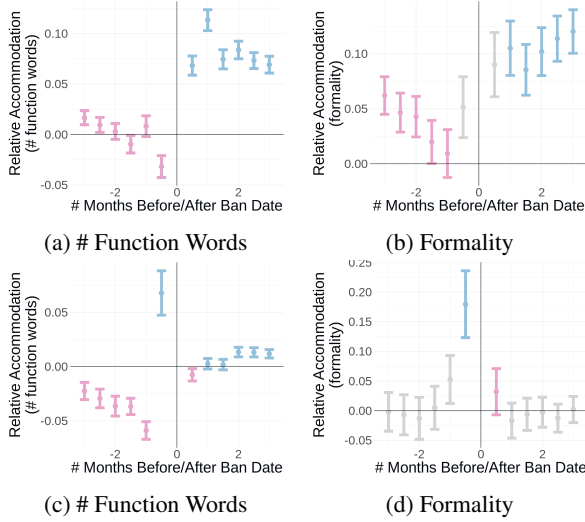 Relative Accommodation
(# function words)
0.10
0.05
0.00
-0.05
-2
0
2
# Months Before/After Ban Date
(a) # Function Words
Relative Accommodation
(formality)
0.10
0.05
0.00
-2
0
2
# Months Before/After Ban Date
(b) Formality
Relative Accommodation
(# function words)
0.05
0.00
-0.05
-2
0
2
# Months Before/After Ban Date
(c) # Function Words
Relative Accommodation
(formality)
0.25
0.20
0.15
0.10
0.05
0.00
-0.05
-2
0
2
# Months Before/After Ban Date
(d) Formality